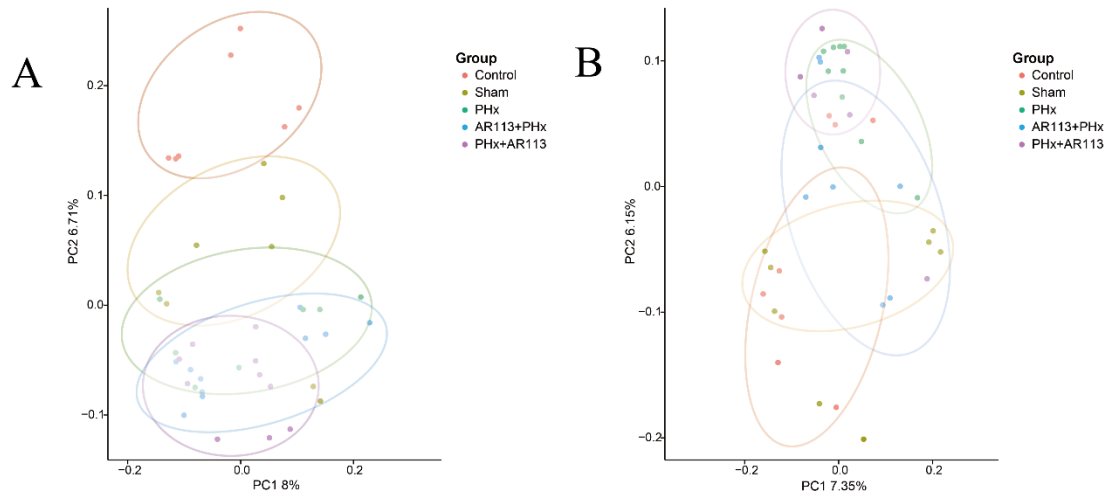 A
0.2
0.1
0.0
−0.1
−0.2
0.0
0.2
PC1 8%
PC2 6.71%
Group
Control
Sham
PHx
AR113+PHx
PHx+AR113
B
0.1
0.0
−0.1
−0.2
−0.2
0.0
0.2
PC1 7.35%
PC2 6.15%
Group
Control
Sham
PHx
AR113+PHx
PHx+AR113